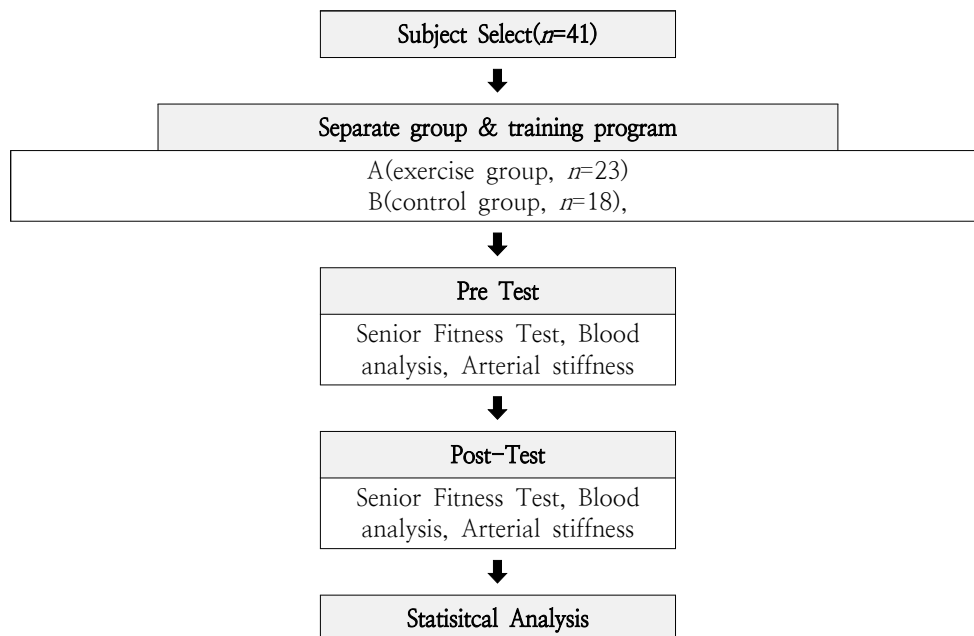 Subject Select(n=41)
Separate group & training program
A(exercise group, n=23)
B(control group, n=18),
Pre Test
Senior Fitness Test, Blood
analysis, Arterial stiffness
Post-Test
Senior Fitness Test, Blood
analysis, Arterial stiffness
Statisitcal Analysis